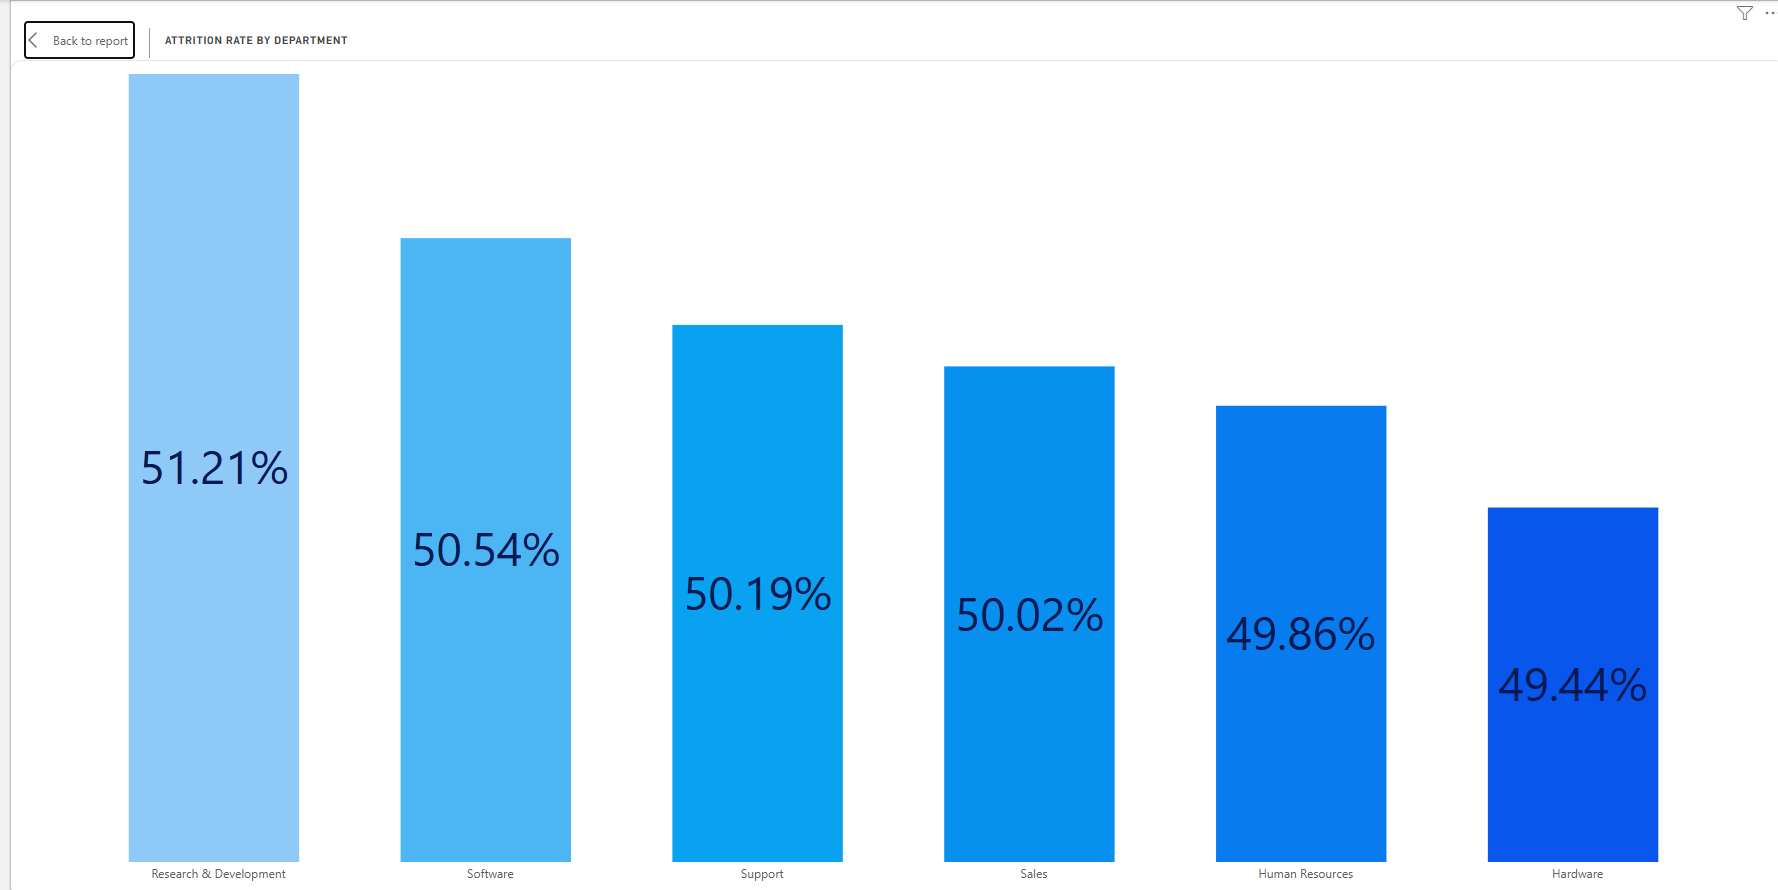 Back to report
ATTRITION RATE BY DEPARTMENT
51.21%
50.54%
50.19%
50.02%
49.86%
49.44%
Research & Development
Software
Support
Sales
Human Resources
Hardware